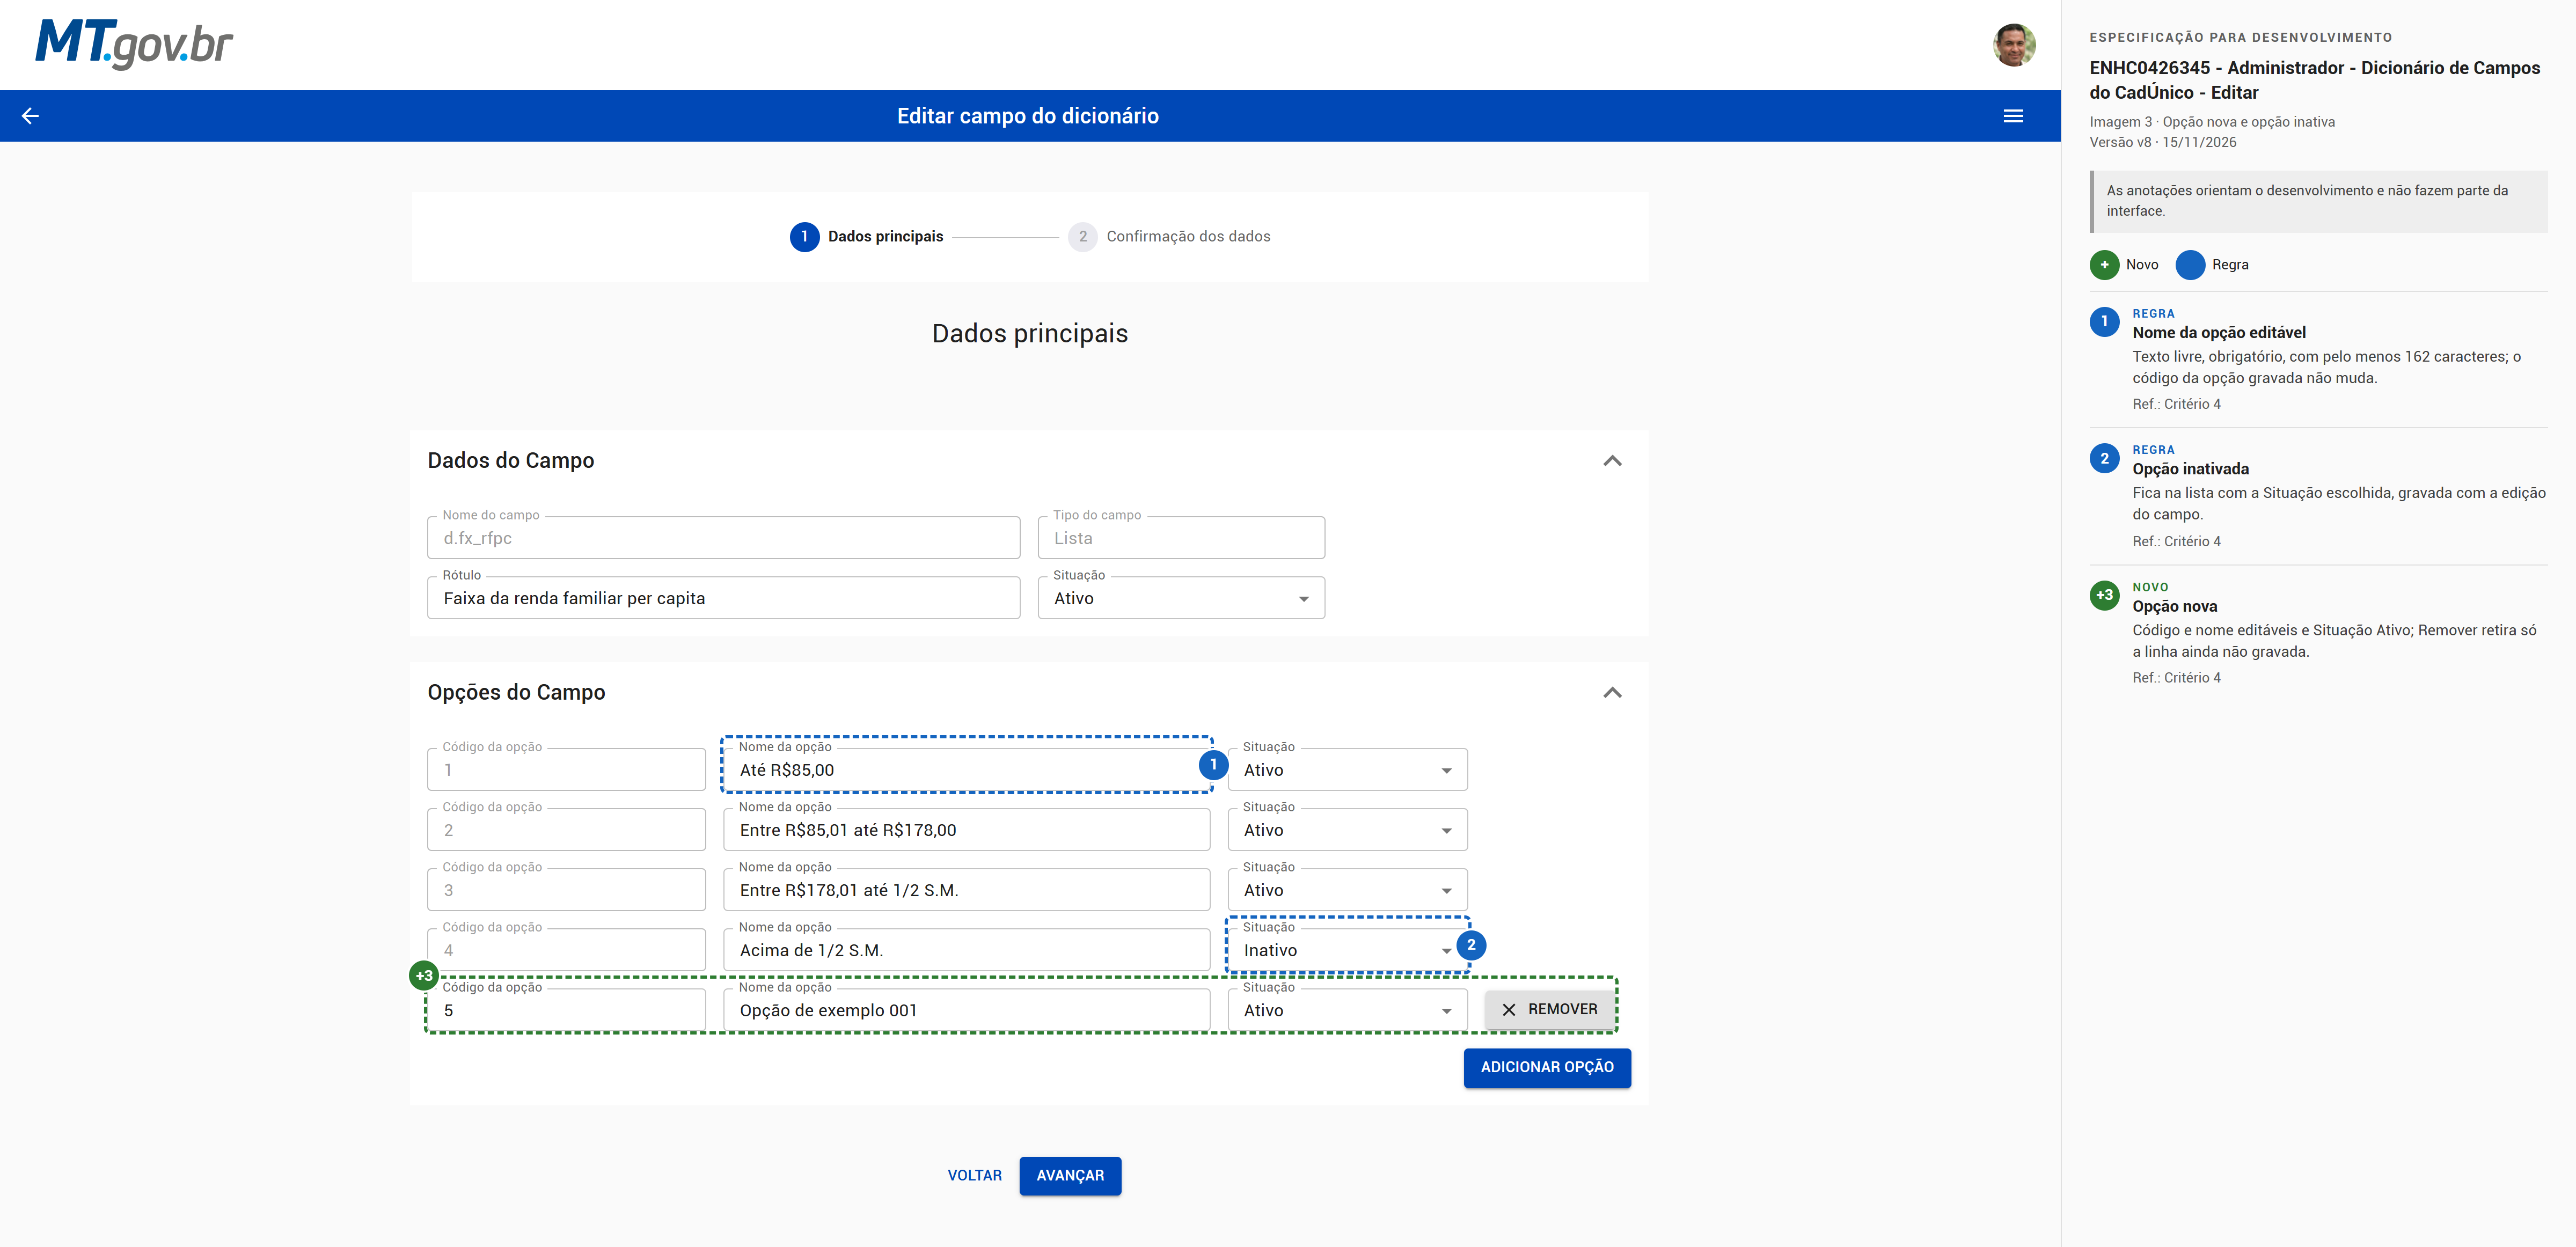 MT.gov.br
Editar campo do dicionário
1 Dados principais 2 Confirmação dos dados
Dados principais
Dados do Campo
Nome do campo
d.fx_rfpc
Tipo do campo
Lista
Rótulo
Faixa da renda familiar per capita
Situação
Ativo
Opções do Campo
Código da opção
1
Nome da opção
Até R$85,00
1
Situação
Ativo
Código da opção
2
Nome da opção
Entre R$85,01 até R$178,00
Situação
Ativo
Código da opção
3
Nome da opção
Entre R$178,01 até 1/2 S.M.
Situação
Ativo
Código da opção
4
Nome da opção
Acima de 1/2 S.M.
Situação
Inativo
2
+3
Código da opção
5
Nome da opção
Opção de exemplo 001
Situação
Ativo
REMOVER
ADICIONAR OPÇÃO
VOLTAR
AVANÇAR
ESPECIFICAÇÃO PARA DESENVOLVIMENTO
ENHC0426345 - Administrador - Dicionário de Campos
do CadÚnico - Editar
Imagem 3 · Opção nova e opção inativa
Versão v8 · 15/11/2026
As anotações orientam o desenvolvimento e não fazem parte da
interface.
+ Novo Regra
1
REGRA
Nome da opção editável
Texto livre, obrigatório, com pelo menos 162 caracteres; o
código da opção gravada não muda.
Ref.: Critério 4
2
REGRA
Opção inativada
Fica na lista com a Situação escolhida, gravada com a edição
do campo.
Ref.: Critério 4
+3
NOVO
Opção nova
Código e nome editáveis e Situação Ativo; Remover retira só
a linha ainda não gravada.
Ref.: Critério 4